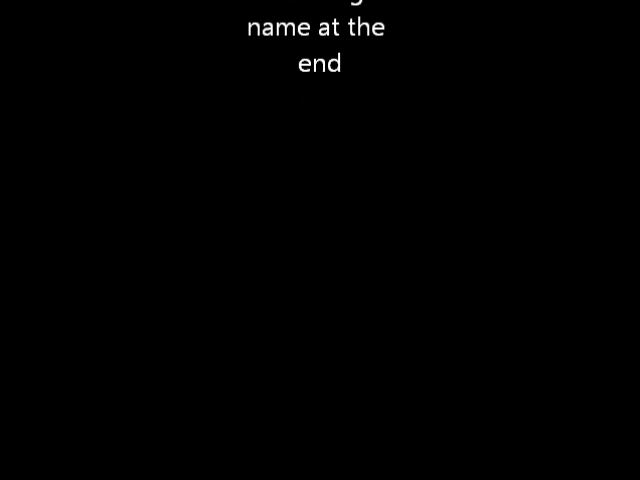 name at the
end